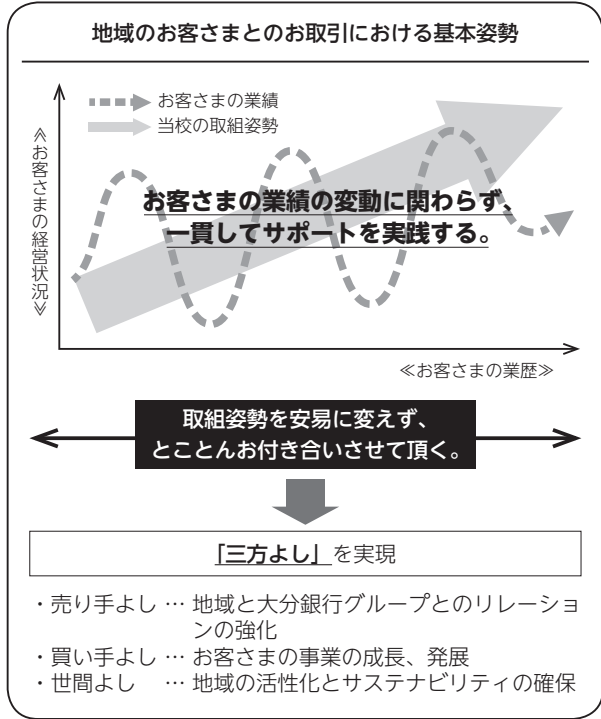 地域のお客さまとのお取引における基本姿勢
お客さまの業績
当校の取組姿勢
≪お客さまの経営状況≫
お客さまの業績の変動に関わらず、
一貫してサポートを実践する。
≪お客さまの業歴≫
取組姿勢を安易に変えず、
とことんお付き合いさせて頂く。
「三方よし」を実現
・売り手よし … 地域と大分銀行グループとのリレーショ
ンの強化
・買い手よし … お客さまの事業の成長、発展
・世間よし … 地域の活性化とサステナビリティの確保